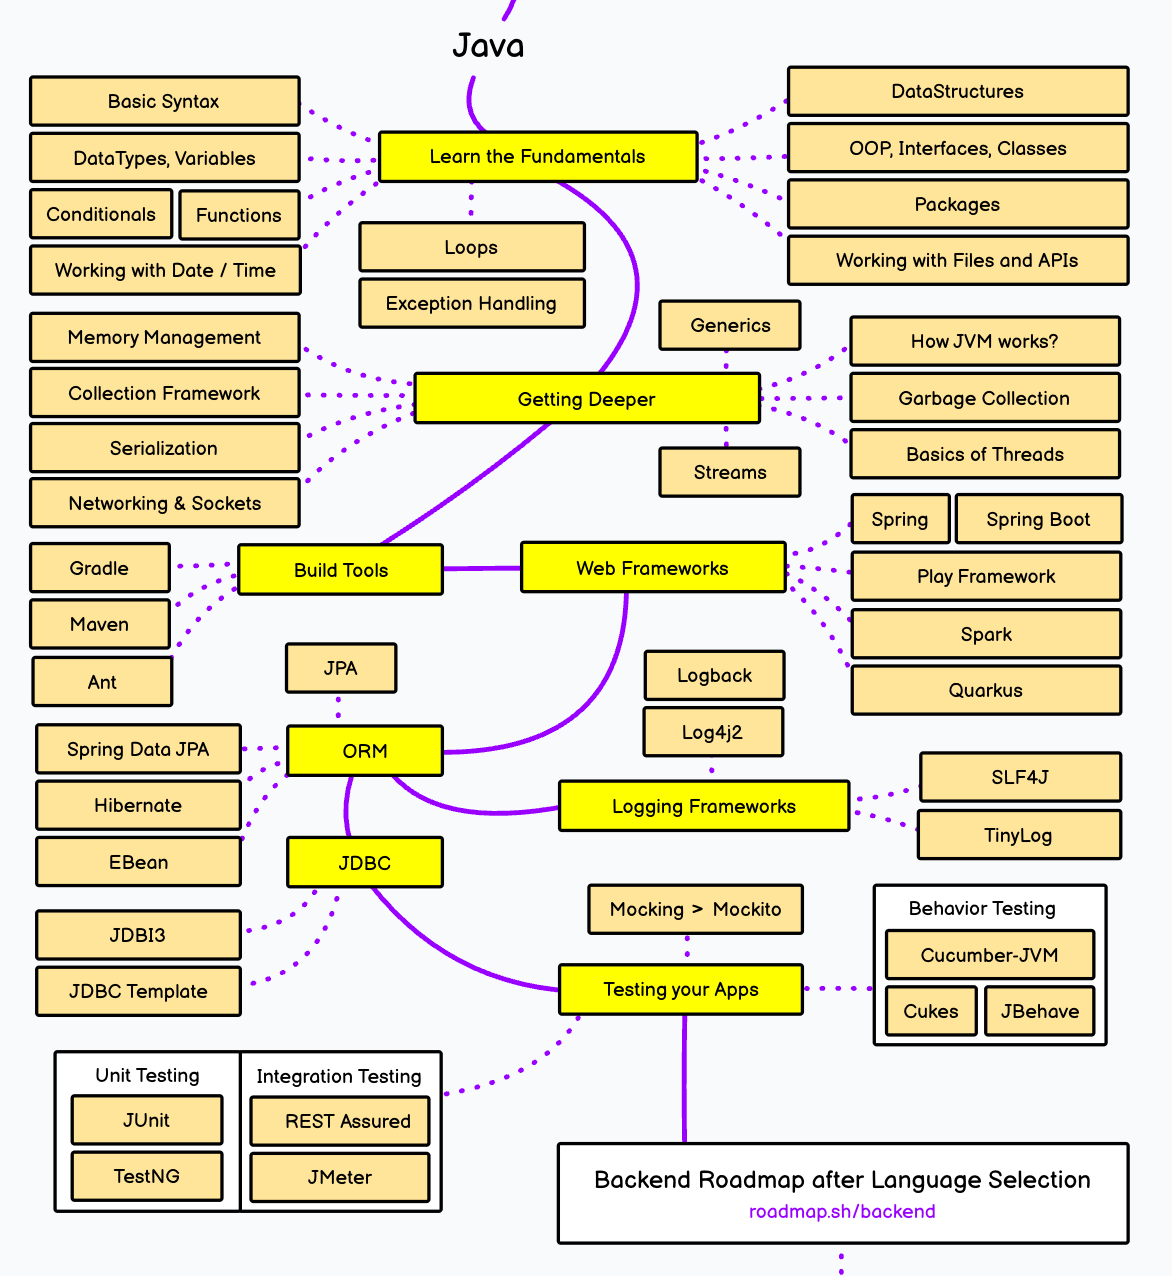 Java
Basic Syntax
DataTypes, Variables
Conditionals
Functions
Working with Date / Time
Learn the Fundamentals
Loops
Exception Handling
DataStructures
OOP, Interfaces, Classes
Packages
Working with Files and APIs
Memory Management
Collection Framework
Serialization
Networking & Sockets
Generics
Getting Deeper
Streams
How JVM works?
Garbage Collection
Basics of Threads
Gradle
Maven
Ant
Build Tools
Web Frameworks
Spring
Spring Boot
Play Framework
Spark
Quarkus
JPA
ORM
Spring Data JPA
Hibernate
EBean
Logback
Log4j2
Logging Frameworks
SLF4J
TinyLog
JDBC
JDBI3
JDBC Template
Mocking > Mockito
Testing your Apps
Behavior Testing
Cucumber-JVM
Cukes
JBehave
Unit Testing
JUnit
TestNG
Integration Testing
REST Assured
JMeter
Backend Roadmap after Language Selection
roadmap.sh/backend